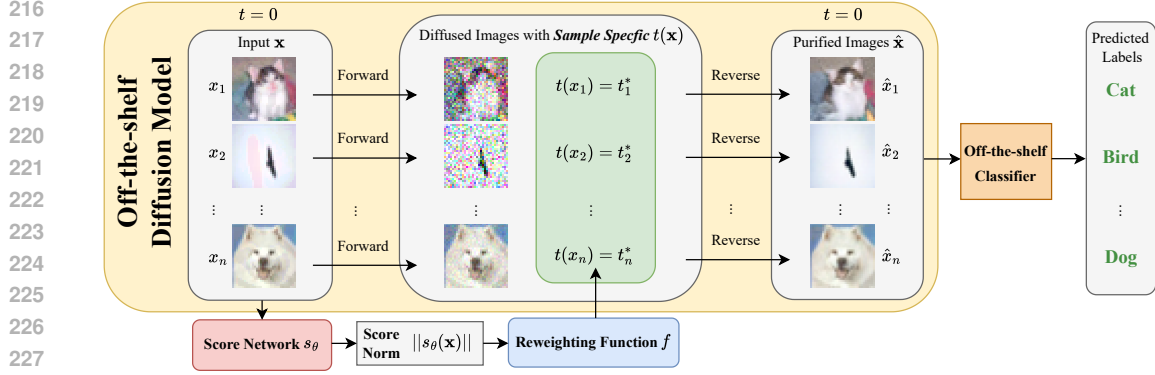 216
217
218
219
220
221
222
223
224
225
226
227
Off-the-shelf
Diffusion Model
t = 0
Input x
x₁
x₂
⋮ ⋮
xₙ
Forward
Forward
⋮
Forward
Diffused Images with Sample Specfic t(x)
t(x₁) = t₁*
t(x₂) = t₂*
⋮ ⋮
t(xₙ) = tₙ*
Reverse
Reverse
⋮
Reverse
t = 0
Purified Images x̂
x̂₁
x̂₂
⋮ ⋮
x̂ₙ
Off-the-shelf
Classifier
Predicted
Labels
Cat
Bird
⋮
Dog
Score Network sθ
Score
Norm
||sθ(x)||
Reweighting Function f